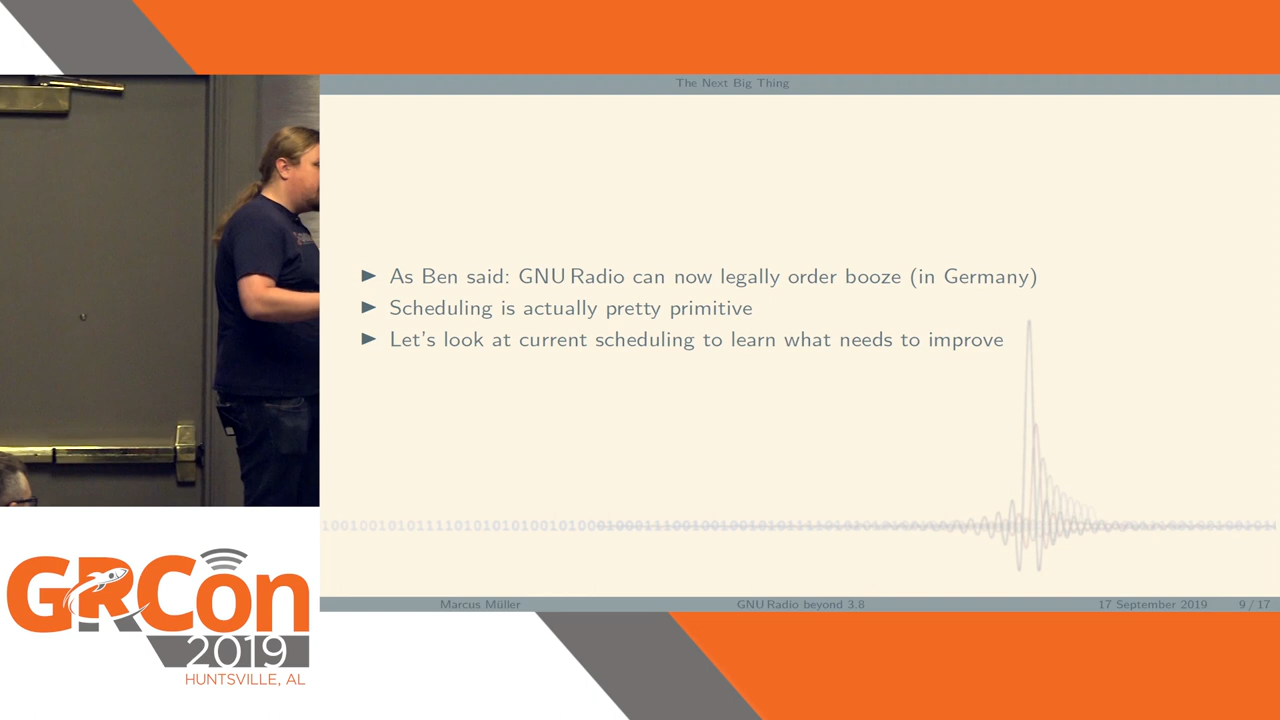 The Next Big Thing
▶ As Ben said: GNU Radio can now legally order booze (in Germany)
▶ Scheduling is actually pretty primitive
▶ Let's look at current scheduling to learn what needs to improve
Marcus Müller GNU Radio beyond 3.8 17 September 2019 9 / 17
GRCon
2019
HUNTSVILLE, AL